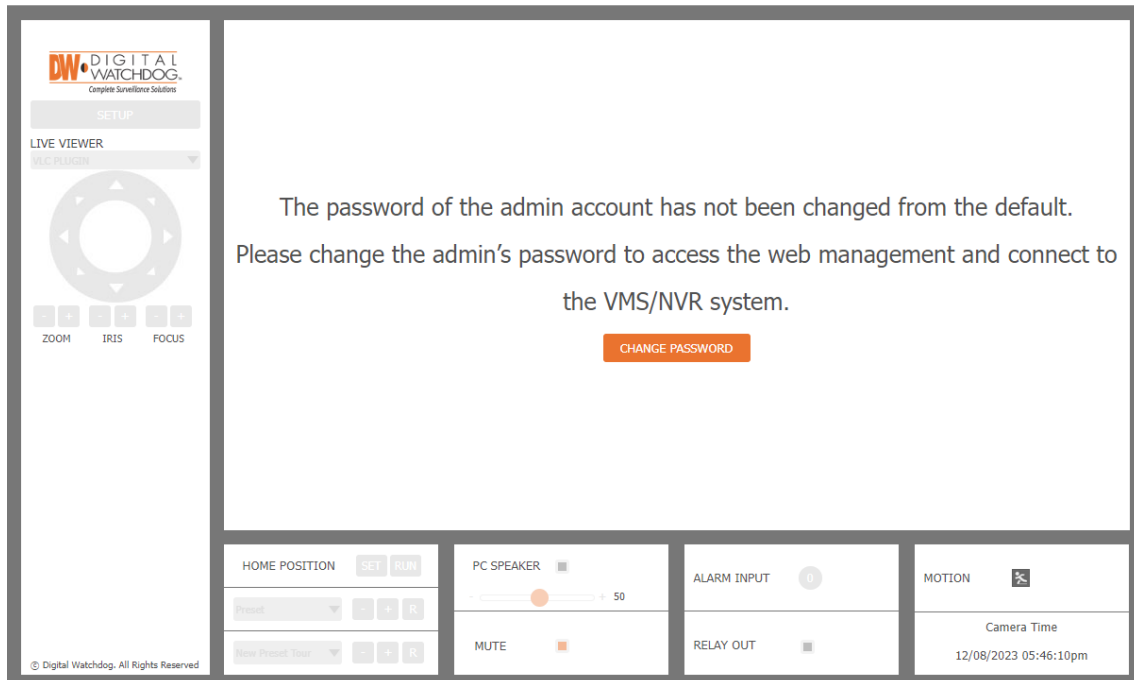 DW DIGITAL
WATCHDOG®
Complete Surveillance Solutions
SETUP
LIVE VIEWER
VLC PLUGIN
- + - + - +
ZOOM IRIS FOCUS
© Digital Watchdog. All Rights Reserved
The password of the admin account has not been changed from the default.
Please change the admin’s password to access the web management and connect to
the VMS/NVR system.
CHANGE PASSWORD
HOME POSITION SET RUN
Preset - + R
New Preset Tour - + R
PC SPEAKER
- + 50
MUTE
ALARM INPUT 0
RELAY OUT
MOTION
Camera Time
12/08/2023 05:46:10pm